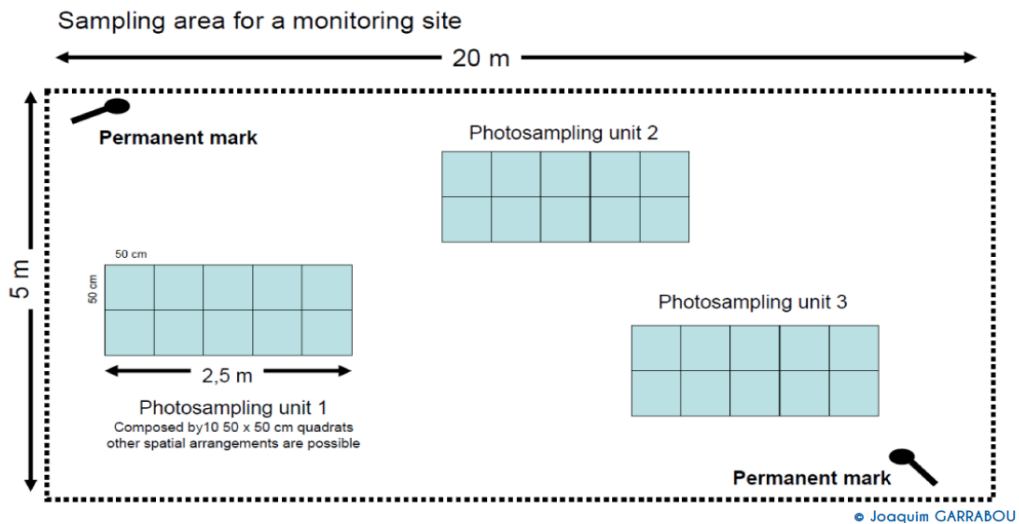 Sampling area for a monitoring site
20 m
Permanent mark
Photosampling unit 2
5 m
50 cm
50 cm
Photosampling unit 3
2,5 m
Photosampling unit 1
Composed by10 50 x 50 cm quadrats
other spatial arrangements are possible
Permanent mark
© Joaquim GARRABOU